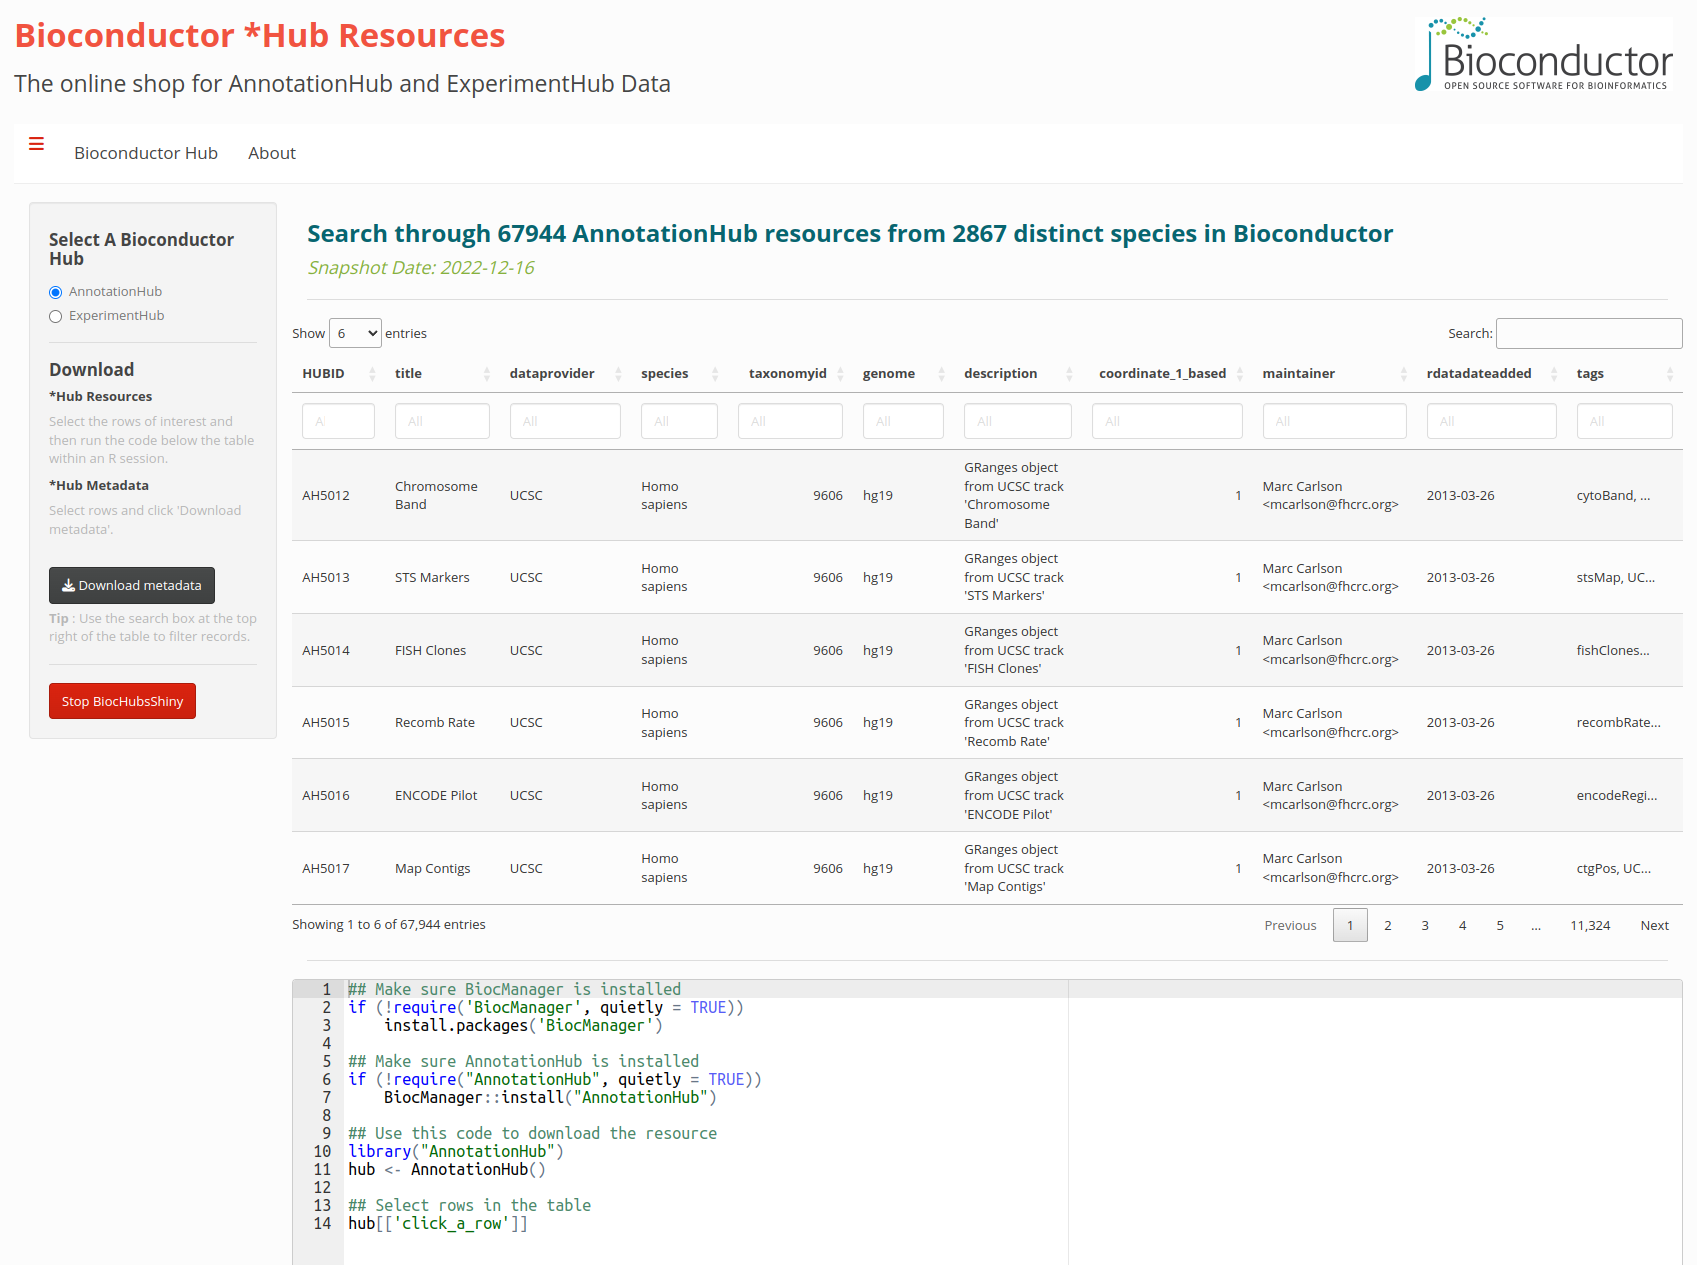 Bioconductor *Hub Resources
The online shop for AnnotationHub and ExperimentHub Data
Bioconductor
OPEN SOURCE SOFTWARE FOR BIOINFORMATICS
Bioconductor Hub About
Select A Bioconductor
Hub
AnnotationHub
ExperimentHub
Download
*Hub Resources
Select the rows of interest and
then run the code below the table
within an R session.
*Hub Metadata
Select rows and click 'Download
metadata'.
Download metadata
Tip : Use the search box at the top
right of the table to filter records.
Stop BiocHubsShiny
Search through 67944 AnnotationHub resources from 2867 distinct species in Bioconductor
Snapshot Date: 2022-12-16
Show 6 entries
Search:
HUBID title dataprovider species taxonomyid genome description coordinate_1_based maintainer rdatadateadded tags
All All All All All All All All All All All
AH5012
Chromosome
Band
UCSC
Homo
sapiens
9606 hg19
GRanges object
from UCSC track
'Chromosome
Band'
1
Marc Carlson
<mcarlson@fhcrc.org>
2013-03-26 cytoBand, ...
AH5013 STS Markers UCSC
Homo
sapiens
9606 hg19
GRanges object
from UCSC track
'STS Markers'
1
Marc Carlson
<mcarlson@fhcrc.org>
2013-03-26 stsMap, UC...
AH5014 FISH Clones UCSC
Homo
sapiens
9606 hg19
GRanges object
from UCSC track
'FISH Clones'
1
Marc Carlson
<mcarlson@fhcrc.org>
2013-03-26 fishClones...
AH5015 Recomb Rate UCSC
Homo
sapiens
9606 hg19
GRanges object
from UCSC track
'Recomb Rate'
1
Marc Carlson
<mcarlson@fhcrc.org>
2013-03-26 recombRate...
AH5016 ENCODE Pilot UCSC
Homo
sapiens
9606 hg19
GRanges object
from UCSC track
'ENCODE Pilot'
1
Marc Carlson
<mcarlson@fhcrc.org>
2013-03-26 encodeRegi...
AH5017 Map Contigs UCSC
Homo
sapiens
9606 hg19
GRanges object
from UCSC track
'Map Contigs'
1
Marc Carlson
<mcarlson@fhcrc.org>
2013-03-26 ctgPos, UC...
Showing 1 to 6 of 67,944 entries
Previous 1 2 3 4 5 ... 11,324 Next
1 ## Make sure BiocManager is installed
2 if (!require('BiocManager', quietly = TRUE))
3     install.packages('BiocManager')
4
5 ## Make sure AnnotationHub is installed
6 if (!require("AnnotationHub", quietly = TRUE))
7     BiocManager::install("AnnotationHub")
8
9 ## Use this code to download the resource
10 library("AnnotationHub")
11 hub <- AnnotationHub()
12
13 ## Select rows in the table
14 hub[['click_a_row']]